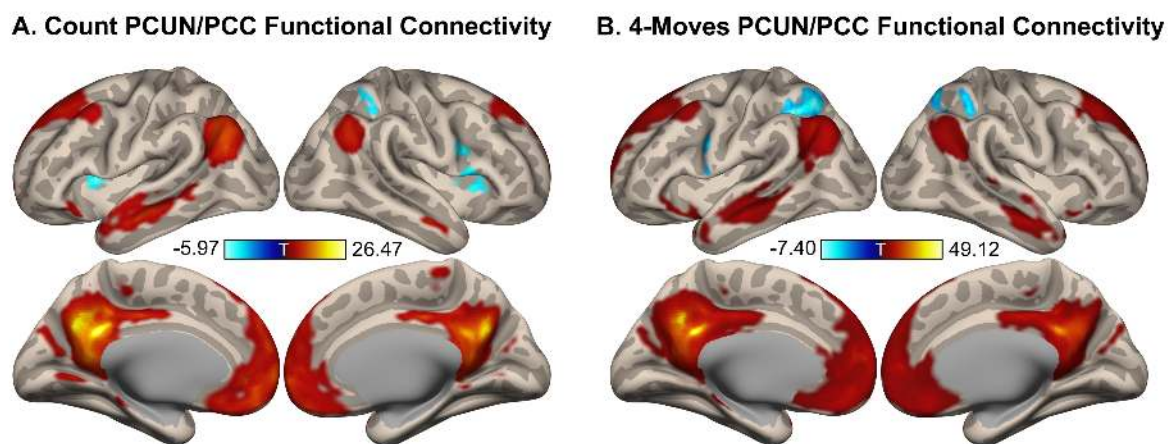 A. Count PCUN/PCC Functional Connectivity
B. 4-Moves PCUN/PCC Functional Connectivity
-5.97 T 26.47
-7.40 T 49.12